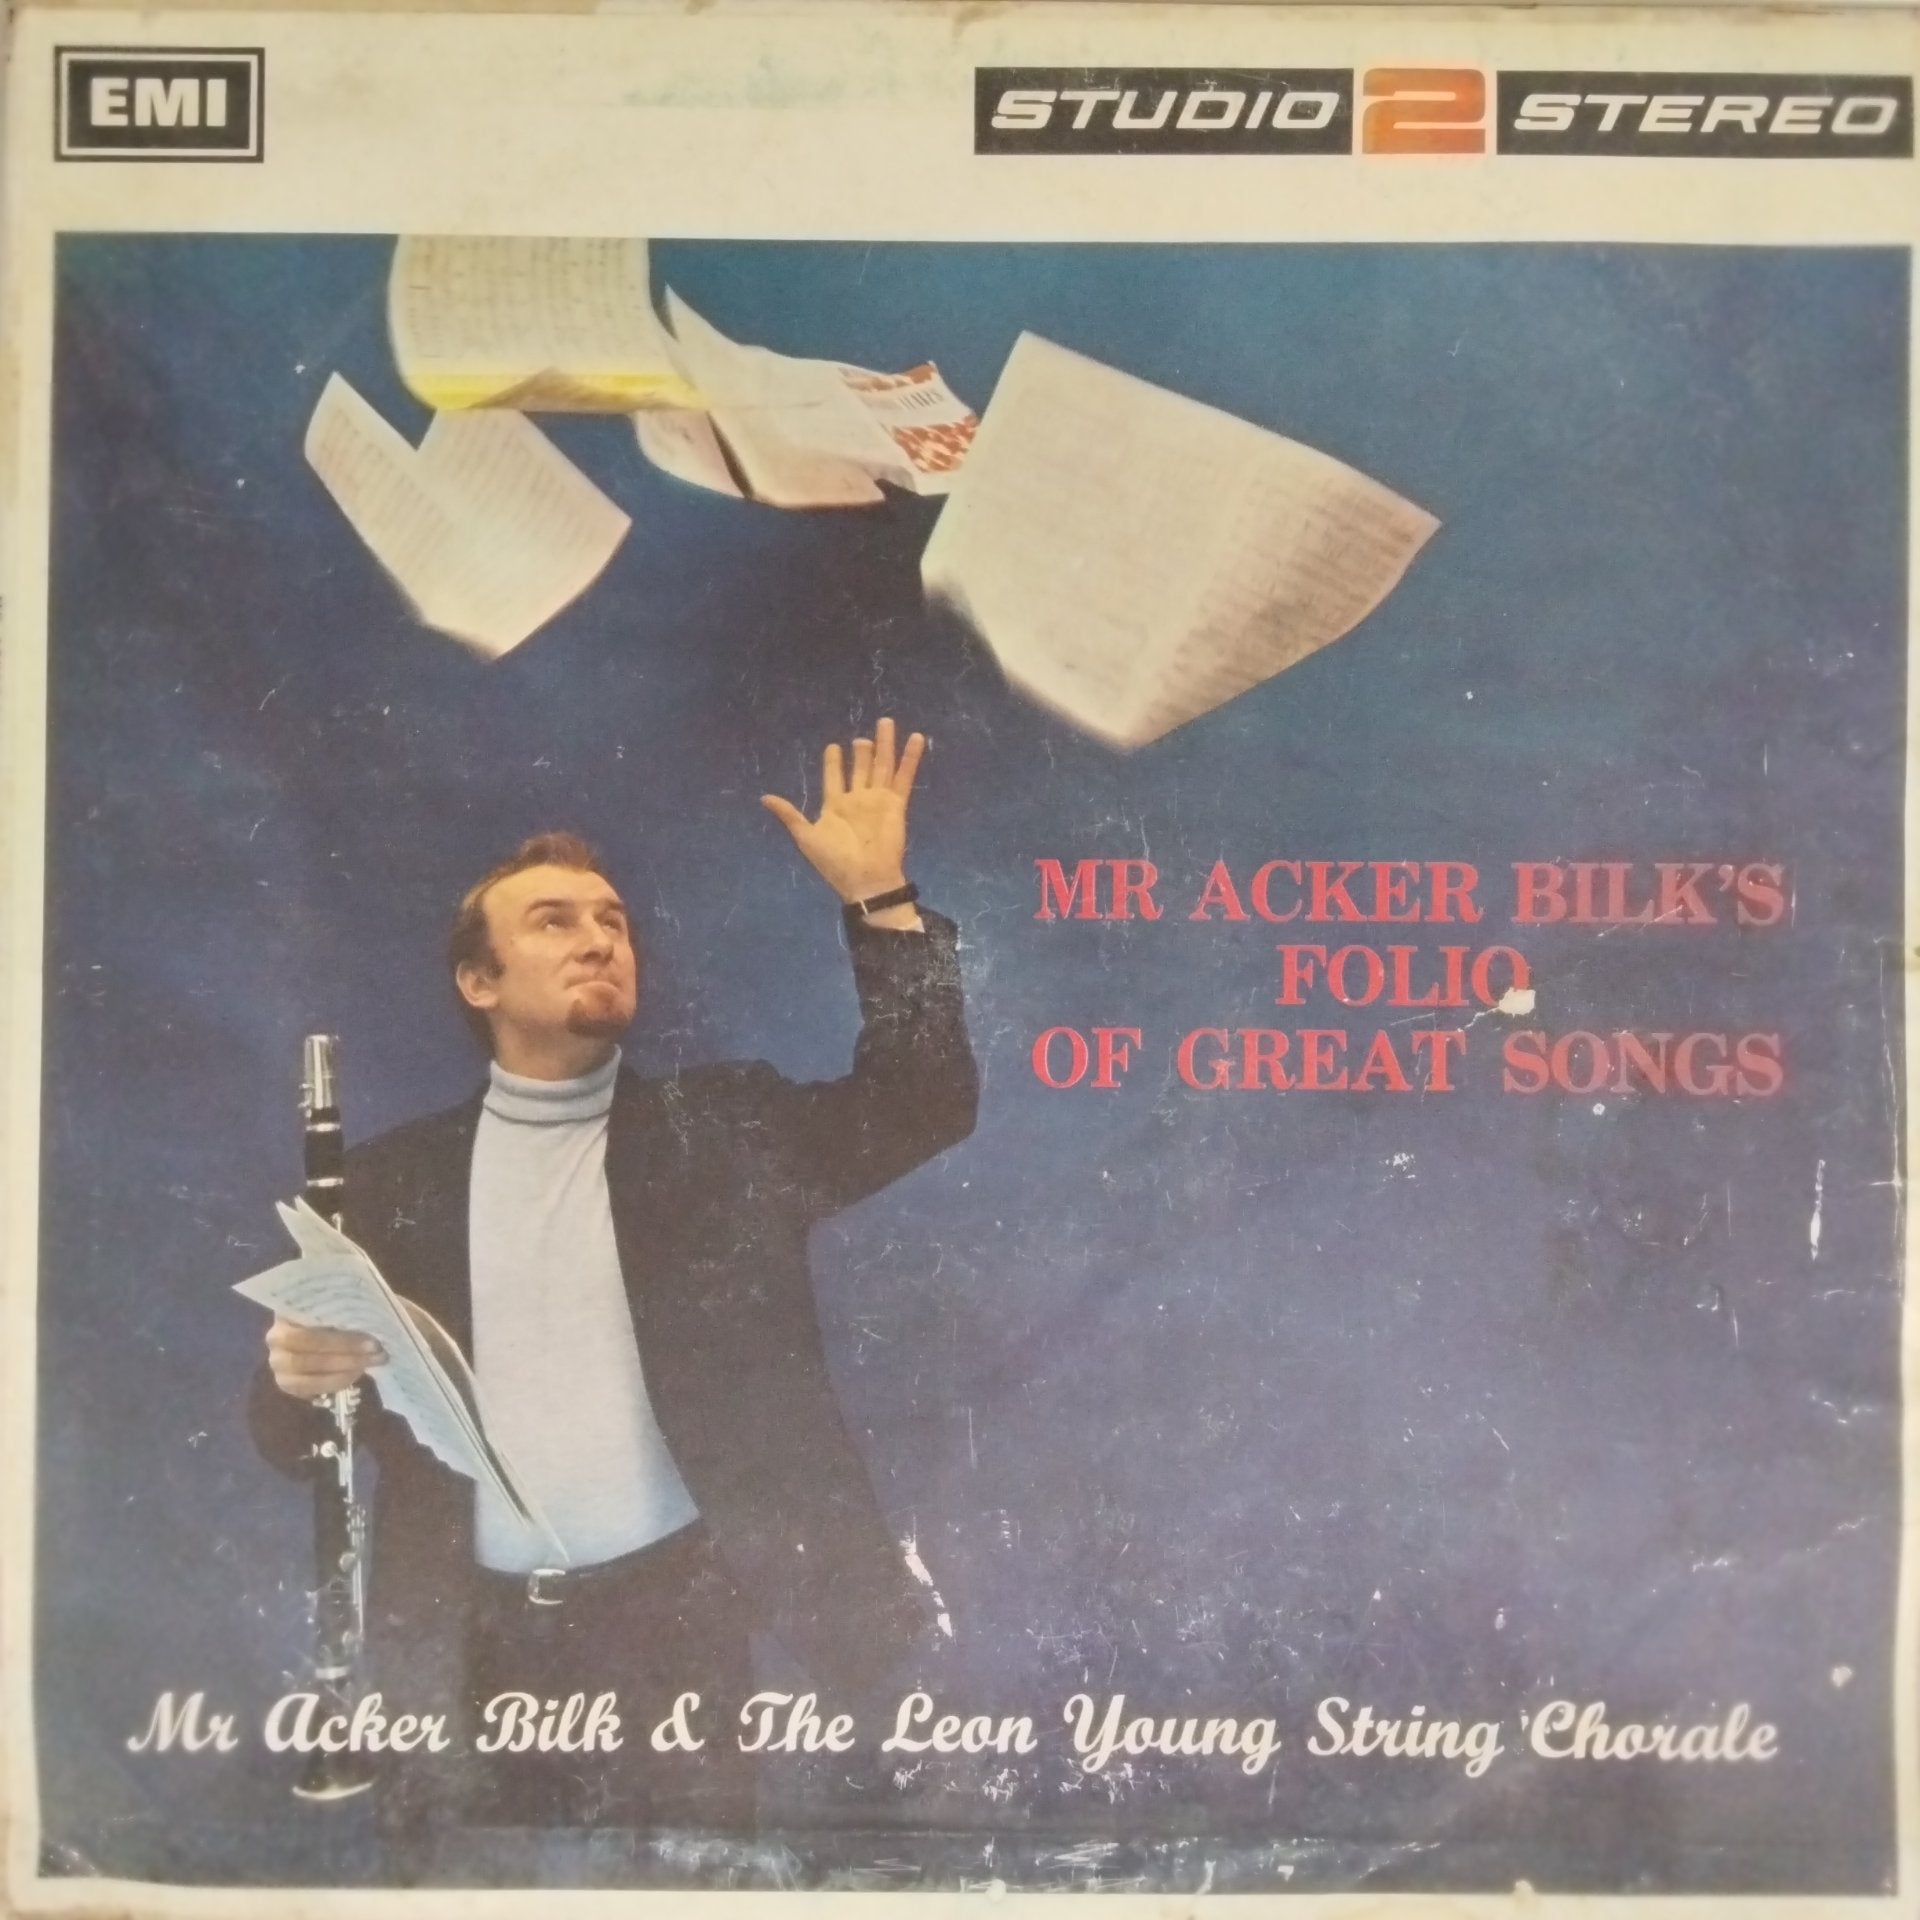 EMI
STUDIO 2 STEREO
MR ACKER BILK'S
FOLIO
OF GREAT SONGS
Mr Acker Bilk & The Leon Young String Chorale